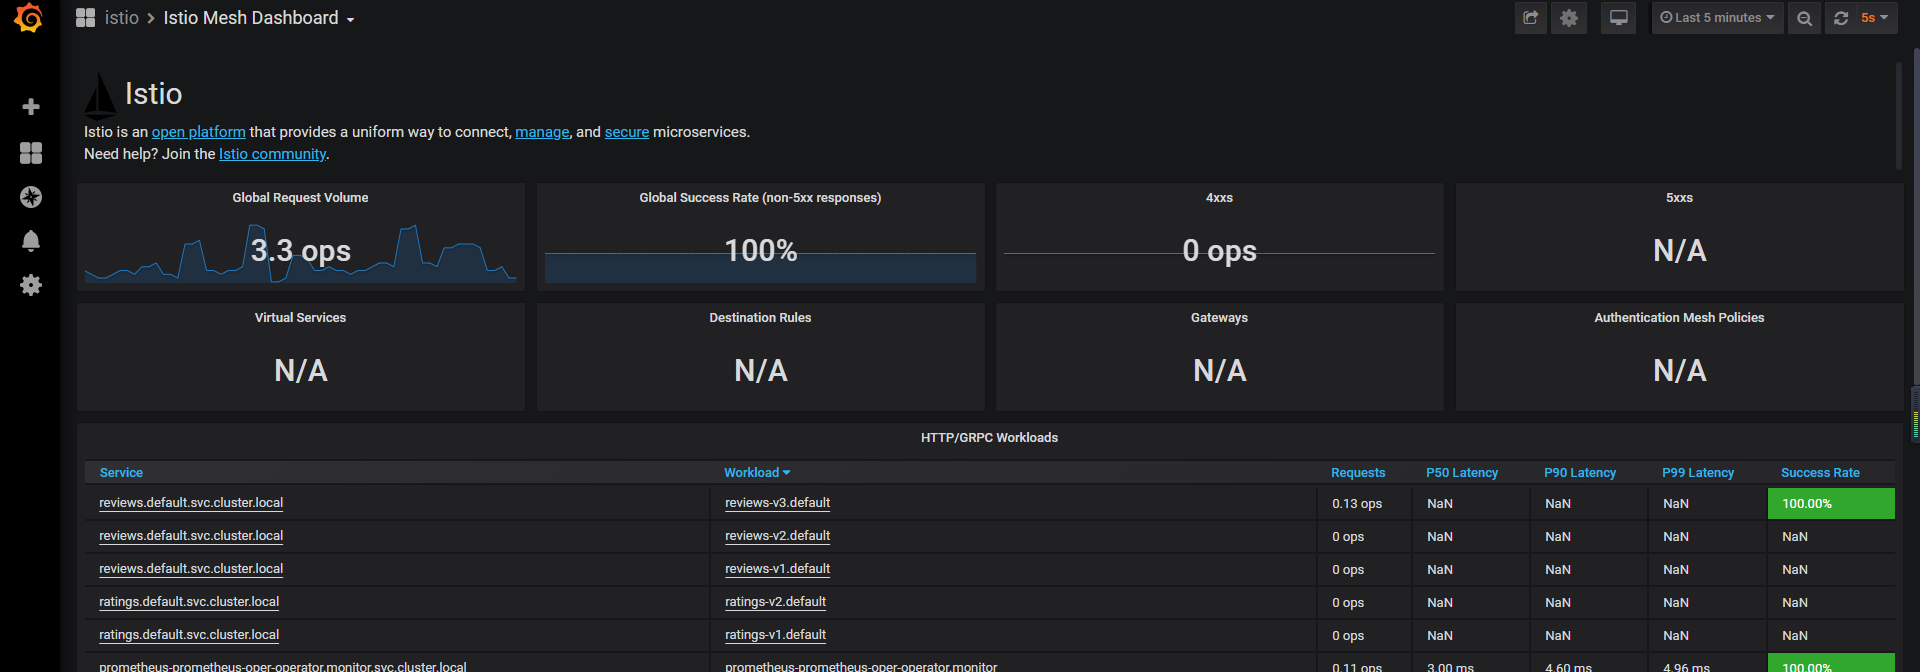 istio > Istio Mesh Dashboard
Last 5 minutes
5s
Istio
Istio is an open platform that provides a uniform way to connect, manage, and secure microservices.
Need help? Join the Istio community.
Global Request Volume
3.3 ops
Global Success Rate (non-5xx responses)
100%
4xxs
0 ops
5xxs
N/A
Virtual Services
N/A
Destination Rules
N/A
Gateways
N/A
Authentication Mesh Policies
N/A
HTTP/GRPC Workloads
Service Workload Requests P50 Latency P90 Latency P99 Latency Success Rate
reviews.default.svc.cluster.local reviews-v3.default 0.13 ops NaN NaN NaN 100.00%
reviews.default.svc.cluster.local reviews-v2.default 0 ops NaN NaN NaN NaN
reviews.default.svc.cluster.local reviews-v1.default 0 ops NaN NaN NaN NaN
ratings.default.svc.cluster.local ratings-v2.default 0 ops NaN NaN NaN NaN
ratings.default.svc.cluster.local ratings-v1.default 0 ops NaN NaN NaN NaN
prometheus-prometheus-oper-operator.monitor.svc.cluster.local prometheus-prometheus-oper-operator.monitor 0.11 ops 3.00 ms 4.60 ms 4.96 ms 100.00%